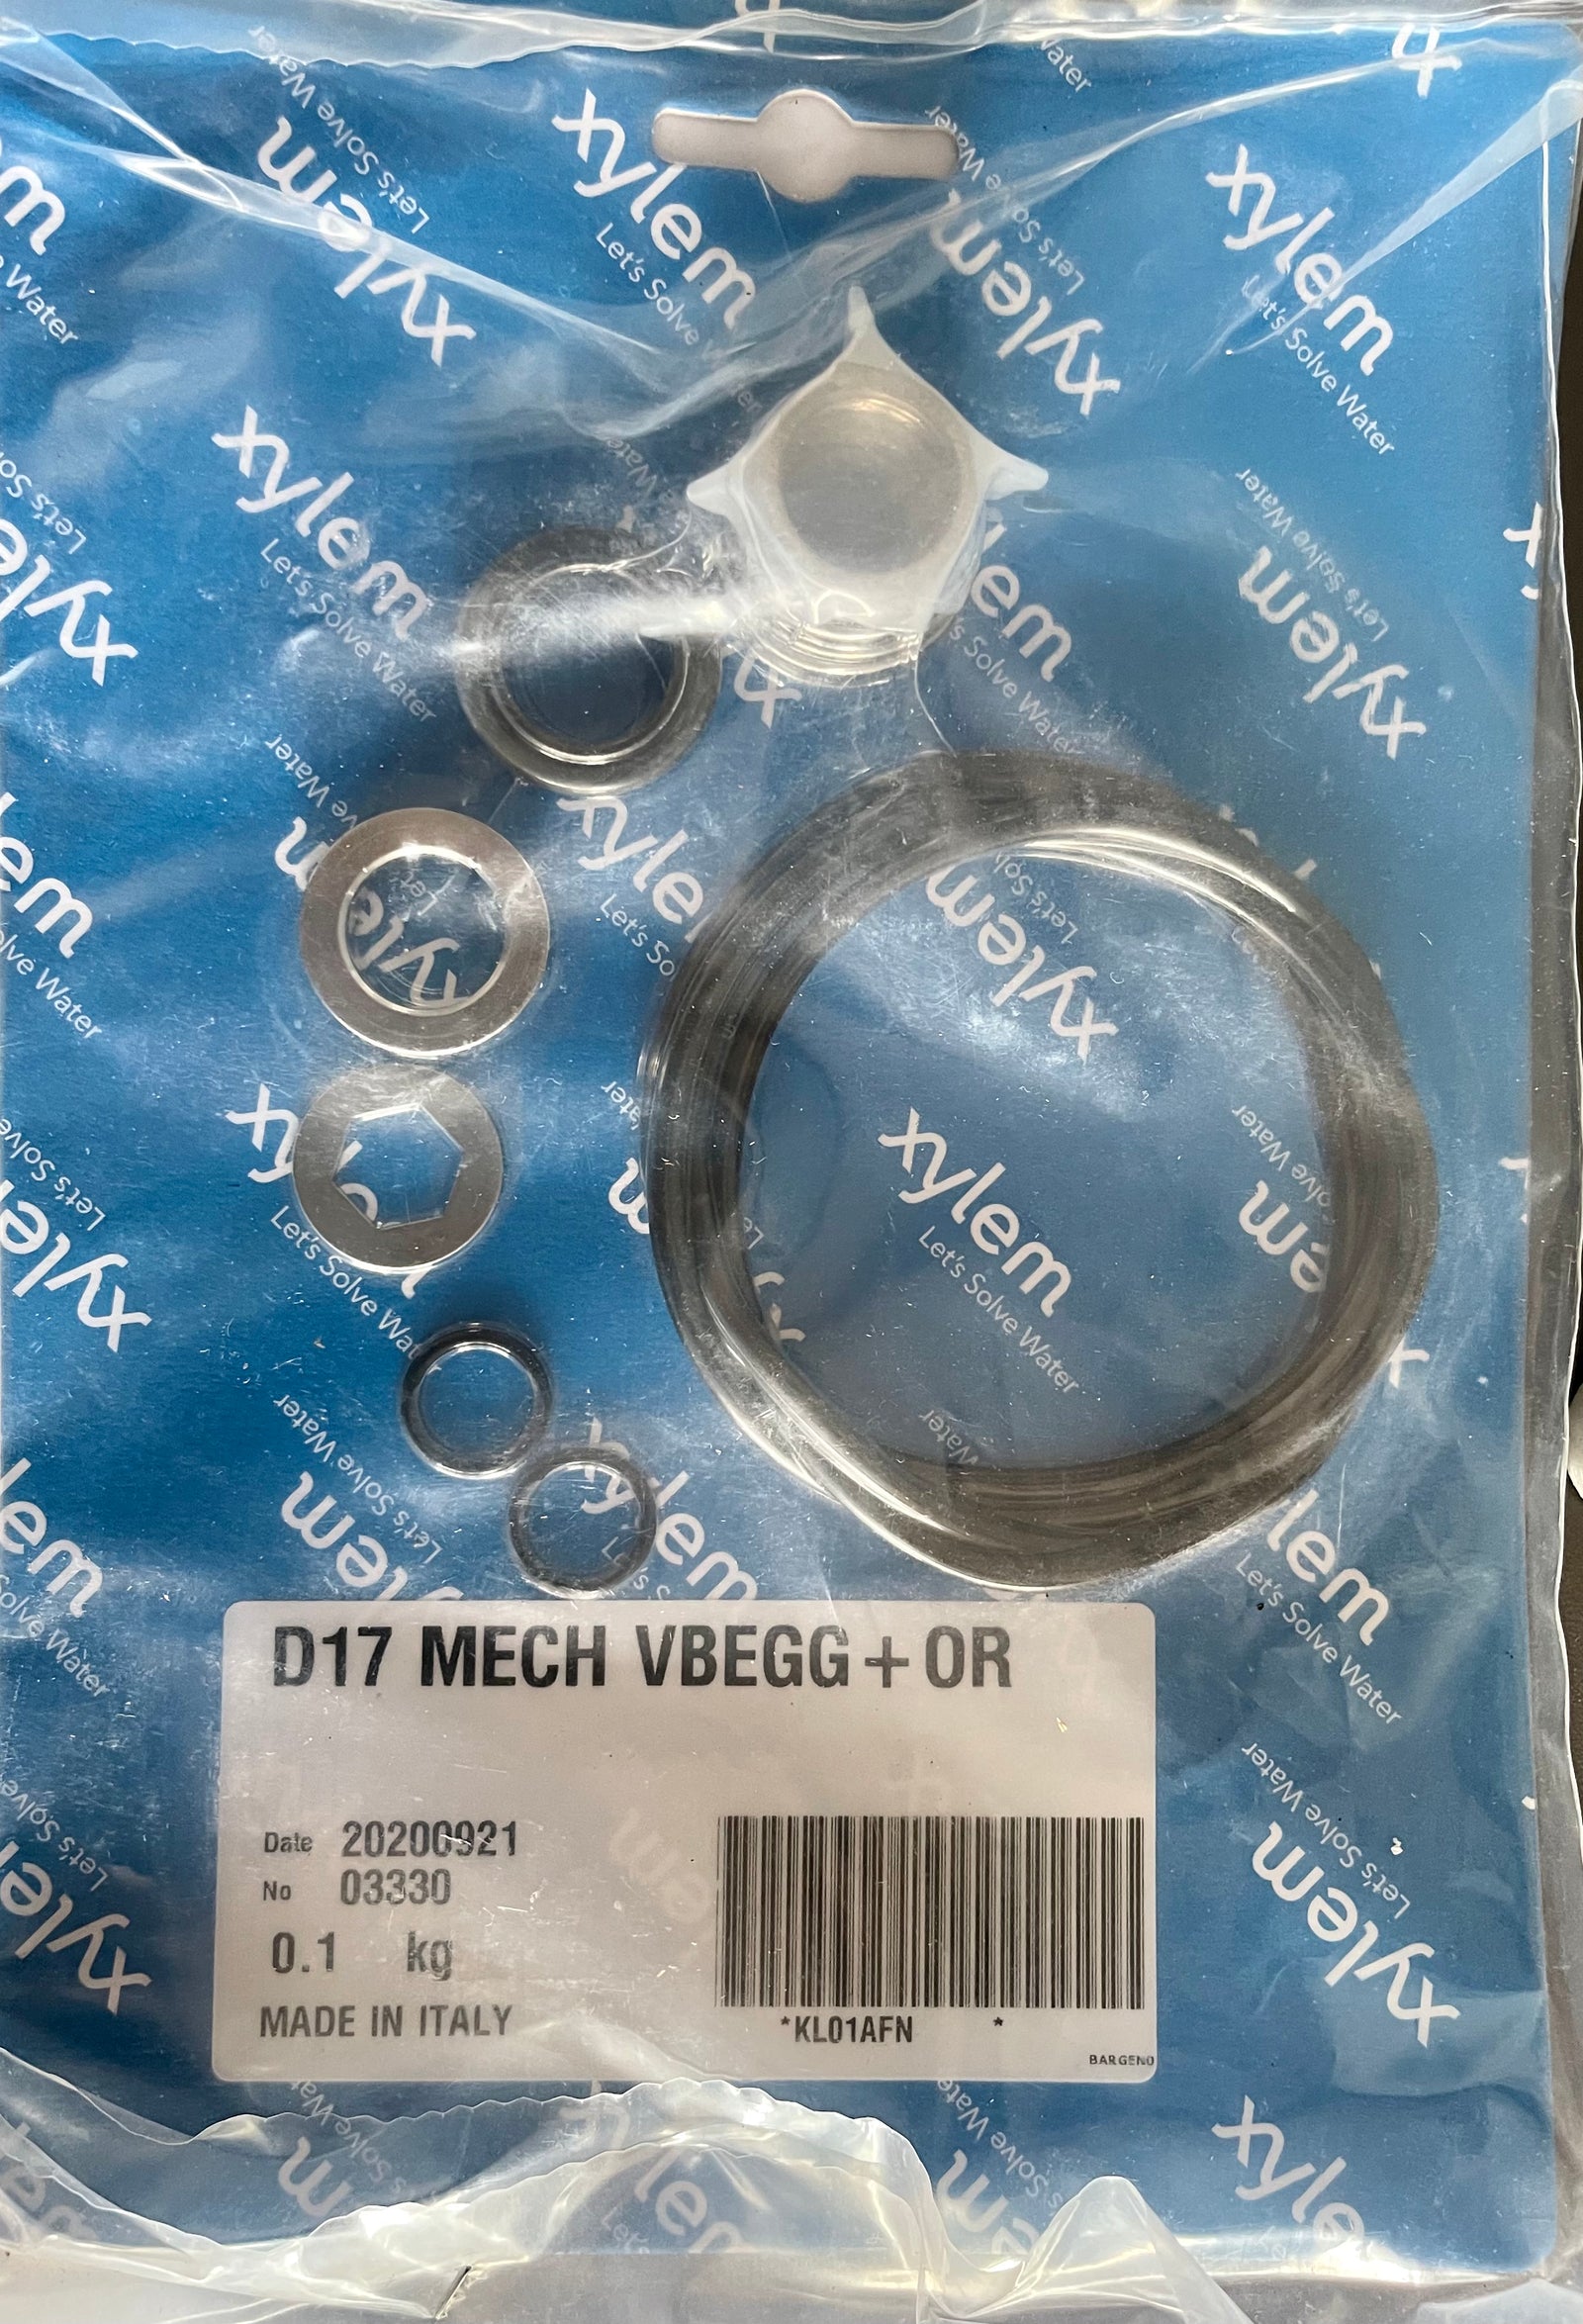 xylem
Let's Solve Water
D17 MECH VBEGG + OR
Date 20200921
No 03330
0.1 kg
MADE IN ITALY
*KL01AFN *
BARGENO